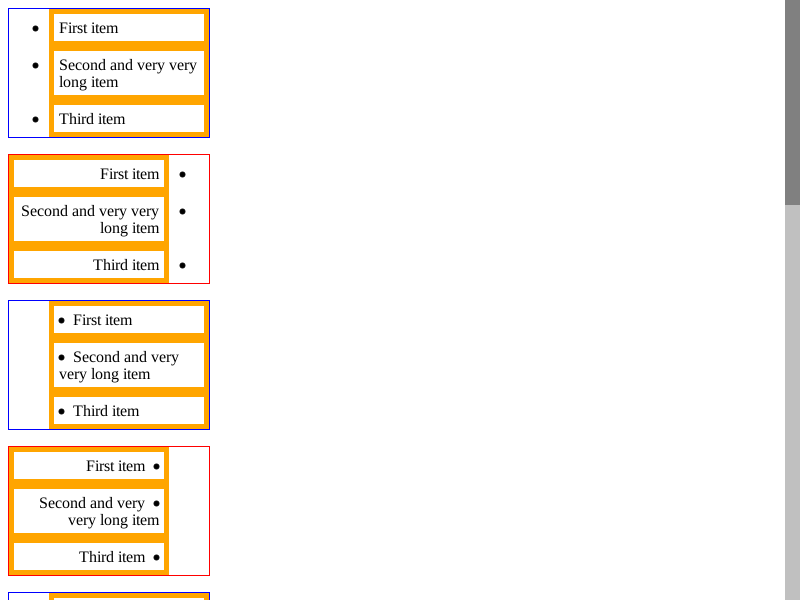 • First item
• Second and very very
long item
• Third item
First item •
Second and very very •
long item
Third item •
• First item
• Second and very
very long item
• Third item
First item •
Second and very •
very long item
Third item •